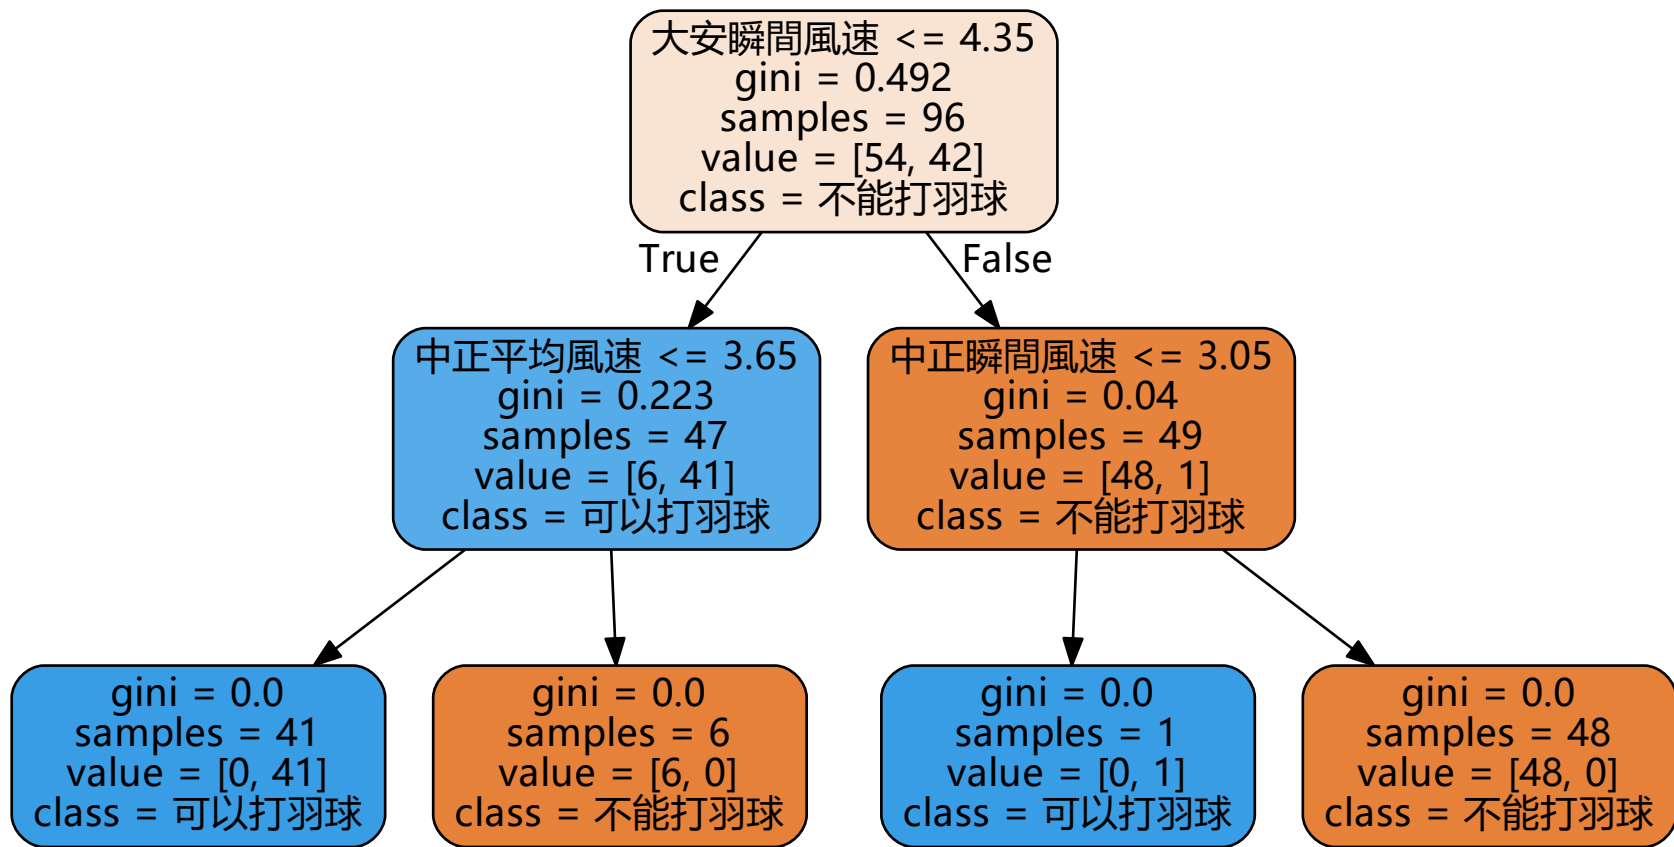 大安瞬間風速 <= 4.35
gini = 0.492
samples = 96
value = [54, 42]
class = 不能打羽球
True
False
中正平均風速 <= 3.65
gini = 0.223
samples = 47
value = [6, 41]
class = 可以打羽球
中正瞬間風速 <= 3.05
gini = 0.04
samples = 49
value = [48, 1]
class = 不能打羽球
gini = 0.0
samples = 41
value = [0, 41]
class = 可以打羽球
gini = 0.0
samples = 6
value = [6, 0]
class = 不能打羽球
gini = 0.0
samples = 1
value = [0, 1]
class = 可以打羽球
gini = 0.0
samples = 48
value = [48, 0]
class = 不能打羽球